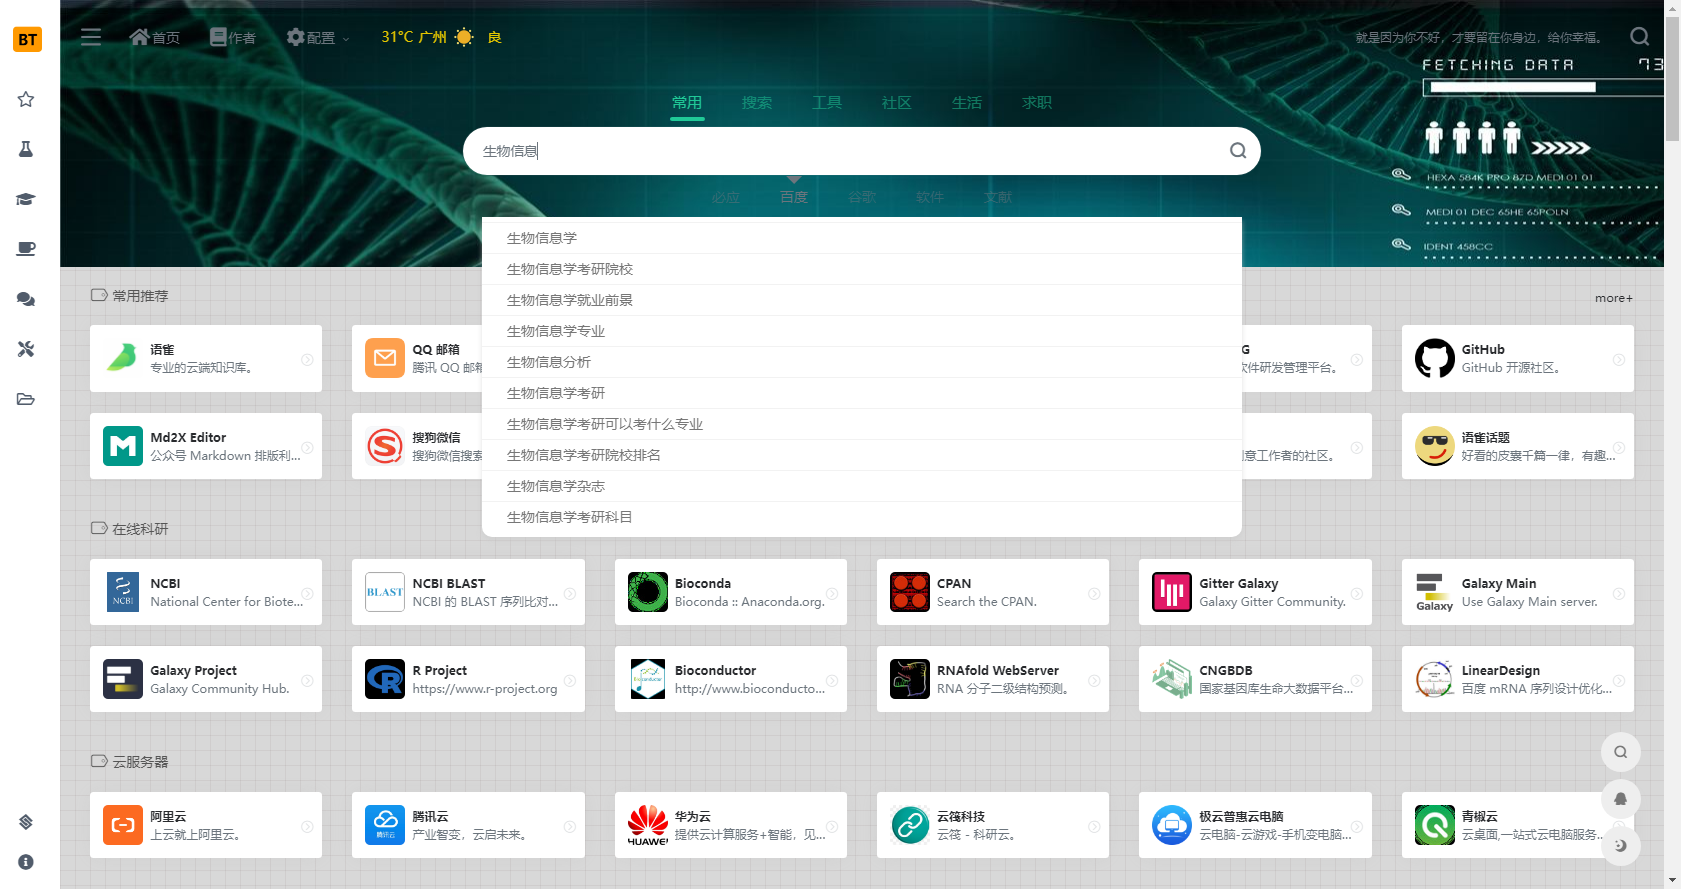 BT
首页
作者
配置
31°C 广州
良
就是因为你不好，才要留在你身边，给你幸福。
FETCHING DATA 73
常用 搜索 工具 社区 生活 求职
生物信息
必应 百度 谷歌 软件 文献
HEXA 584K PRO 87D MEDI 01 01
MEDI 01 DEC 65HE 65POLN
IDENT 458CC
生物信息学
生物信息学考研院校
生物信息学就业前景
生物信息学专业
生物信息分析
生物信息学考研
生物信息学考研可以考什么专业
生物信息学考研院校排名
生物信息学杂志
生物信息学考研科目
常用推荐
more+
语雀
专业的云端知识库。
QQ 邮箱
腾讯 QQ 邮箱
G
件研发管理平台。
GitHub
GitHub 开源社区。
Md2X Editor
公众号 Markdown 排版利...
搜狗微信
搜狗微信搜索
意工作者的社区。
语雀话题
好看的皮囊千篇一律，有趣...
在线科研
NCBI
NCBI
National Center for Biote...
BLAST
NCBI BLAST
NCBI 的 BLAST 序列比对...
Bioconda
Bioconda :: Anaconda.org.
CPAN
Search the CPAN.
Gitter Galaxy
Galaxy Gitter Community.
Galaxy
Galaxy Main
Use Galaxy Main server.
Galaxy Project
Galaxy Community Hub.
R Project
https://www.r-project.org
Bioconductor
Bioconductor
http://www.bioconducto...
RNAfold WebServer
RNA 分子二级结构预测。
CNGBDB
国家基因库生命大数据平台...
LinearDesign
百度 mRNA 序列设计优化...
云服务器
阿里云
上云就上阿里云。
腾讯云
腾讯云
产业智变，云启未来。
HUAWEI
华为云
提供云计算服务+智能，见...
云筏科技
云筏 - 科研云。
极云普惠云电脑
云电脑-云游戏-手机变电脑...
青椒云
云桌面,一站式云电脑服务...